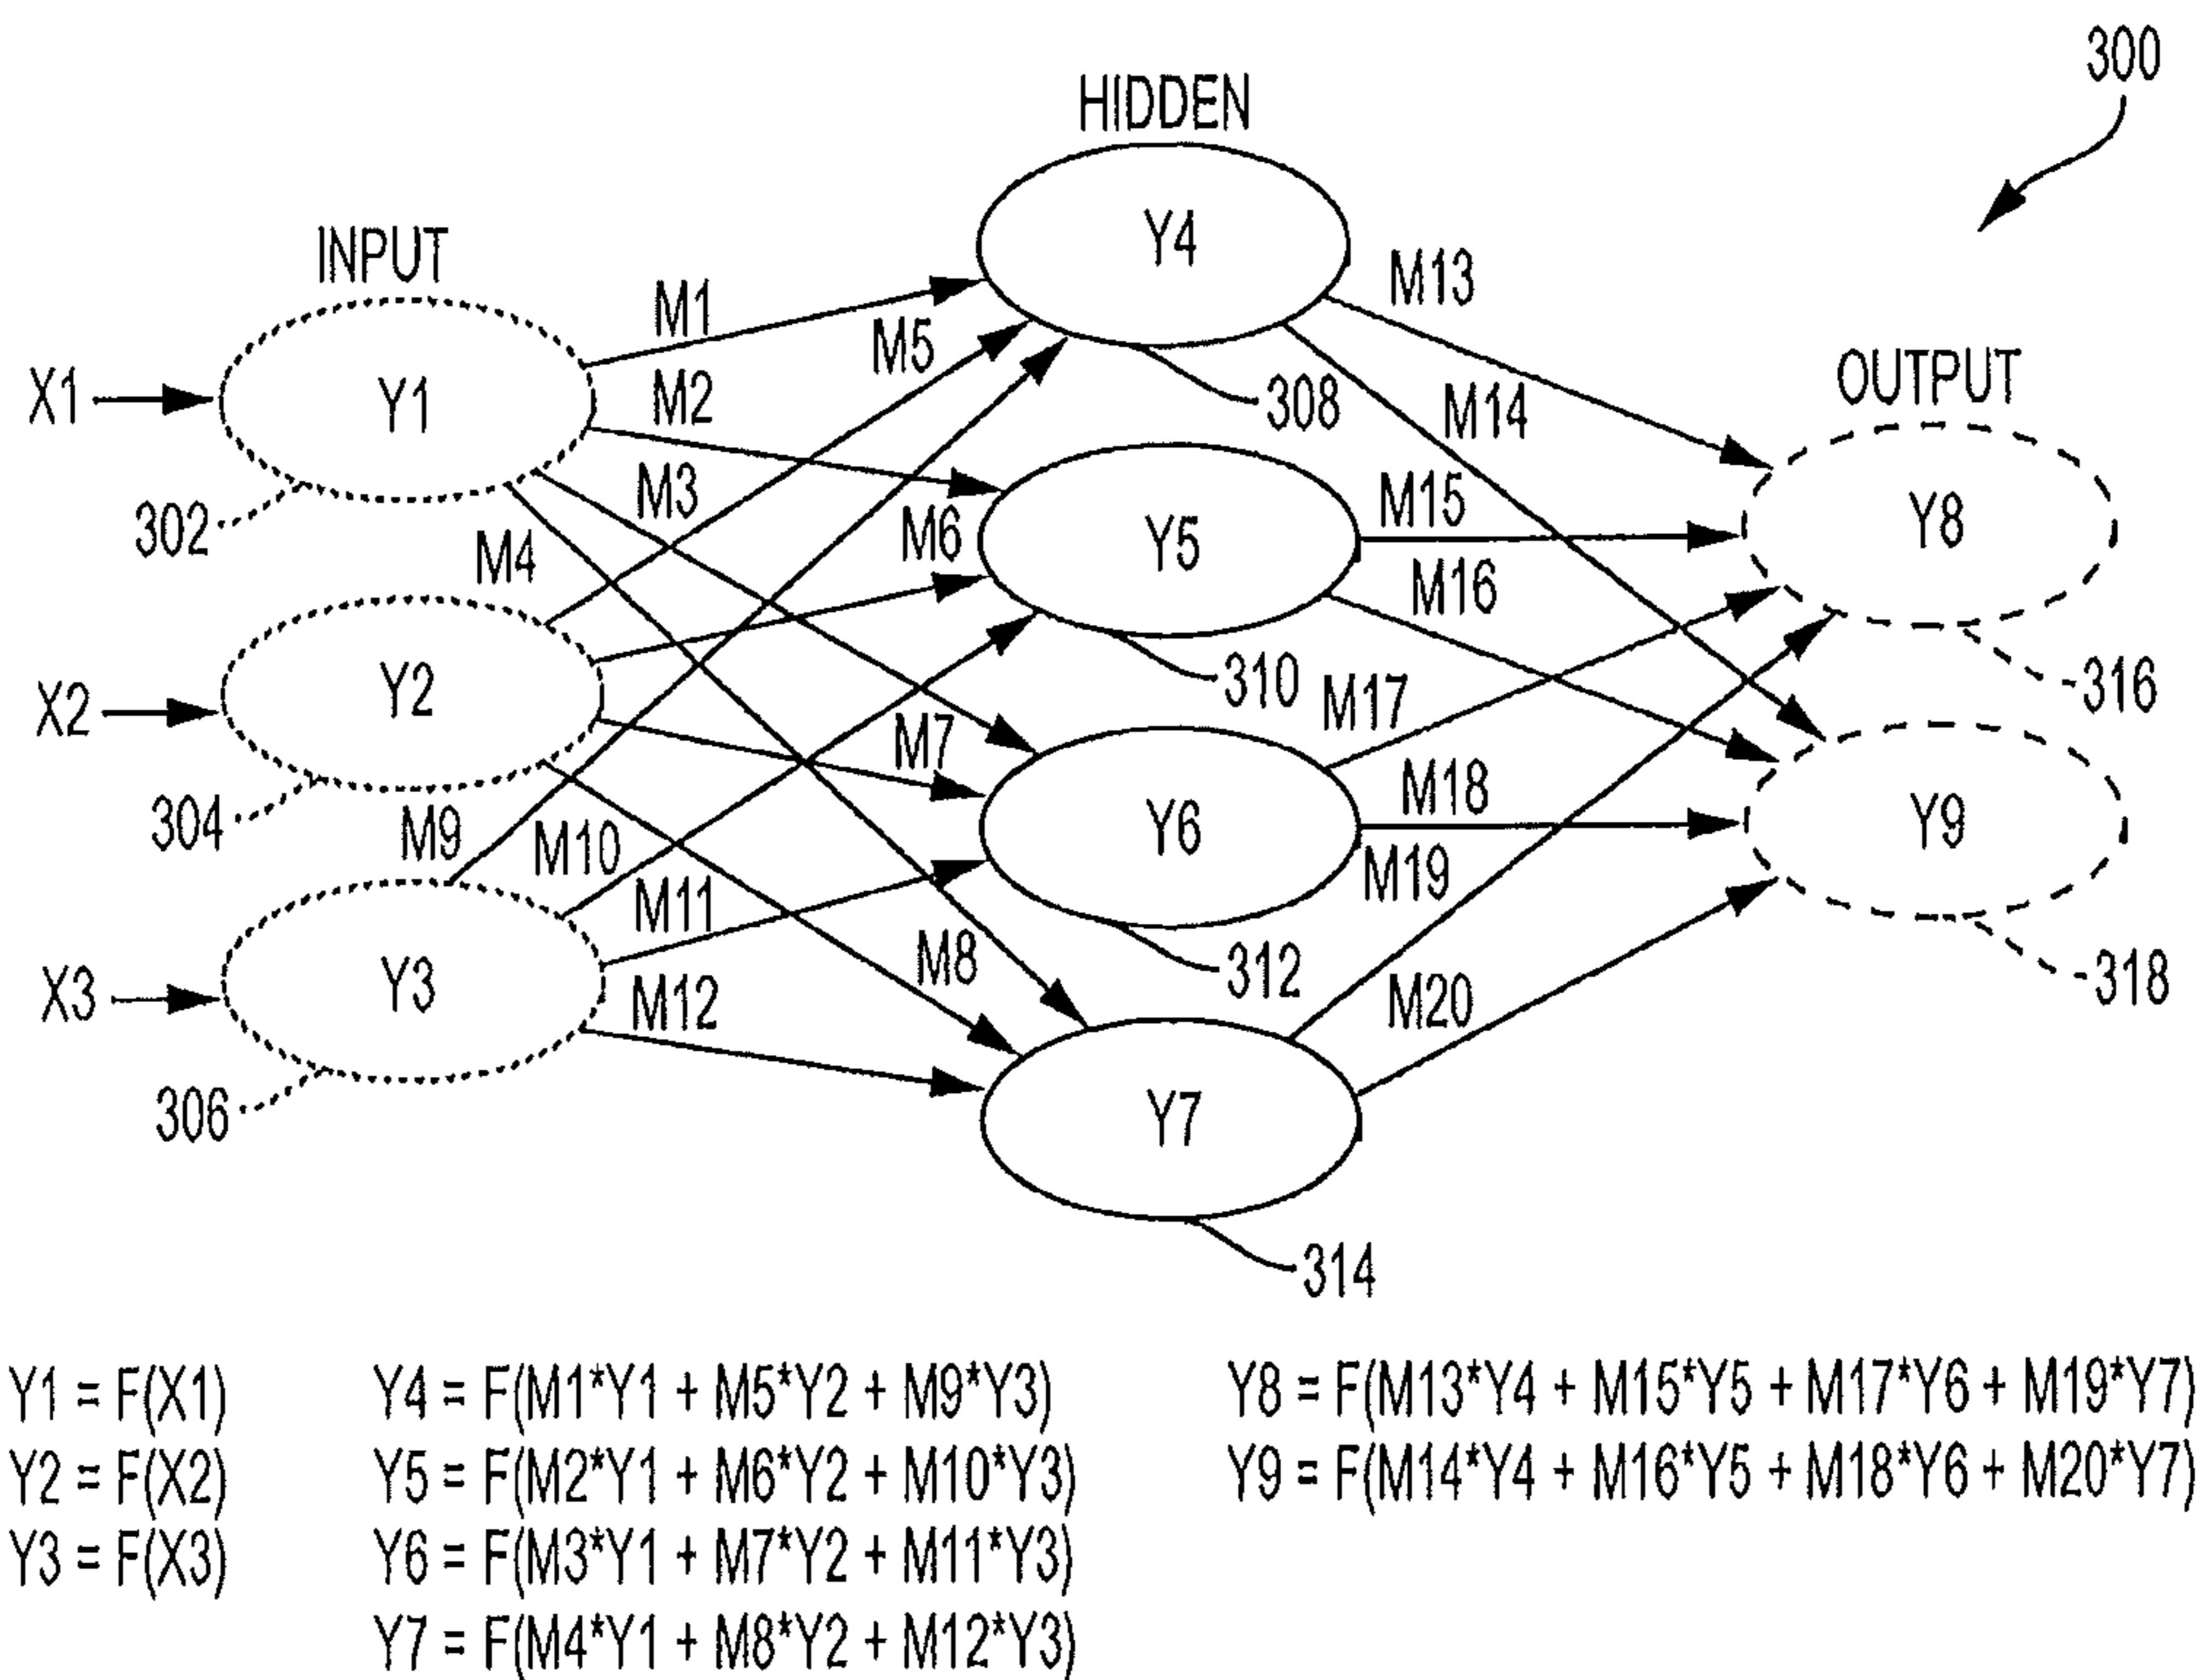 300
HIDDEN
Y4
INPUT
M1
M5
M13
X1
Y1
M2
308
M14
OUTPUT
302
M3
M4
M6
Y5
M15
Y8
M16
X2
Y2
310
M17
316
304
M7
M9
M10
Y6
M18
Y9
M11
M19
X3
Y3
M12
M8
312
M20
318
306
Y7
314
Y1 = F(X1)
Y2 = F(X2)
Y3 = F(X3)
Y4 = F(M1*Y1 + M5*Y2 + M9*Y3)
Y5 = F(M2*Y1 + M6*Y2 + M10*Y3)
Y6 = F(M3*Y1 + M7*Y2 + M11*Y3)
Y7 = F(M4*Y1 + M8*Y2 + M12*Y3)
Y8 = F(M13*Y4 + M15*Y5 + M17*Y6 + M19*Y7)
Y9 = F(M14*Y4 + M16*Y5 + M18*Y6 + M20*Y7)